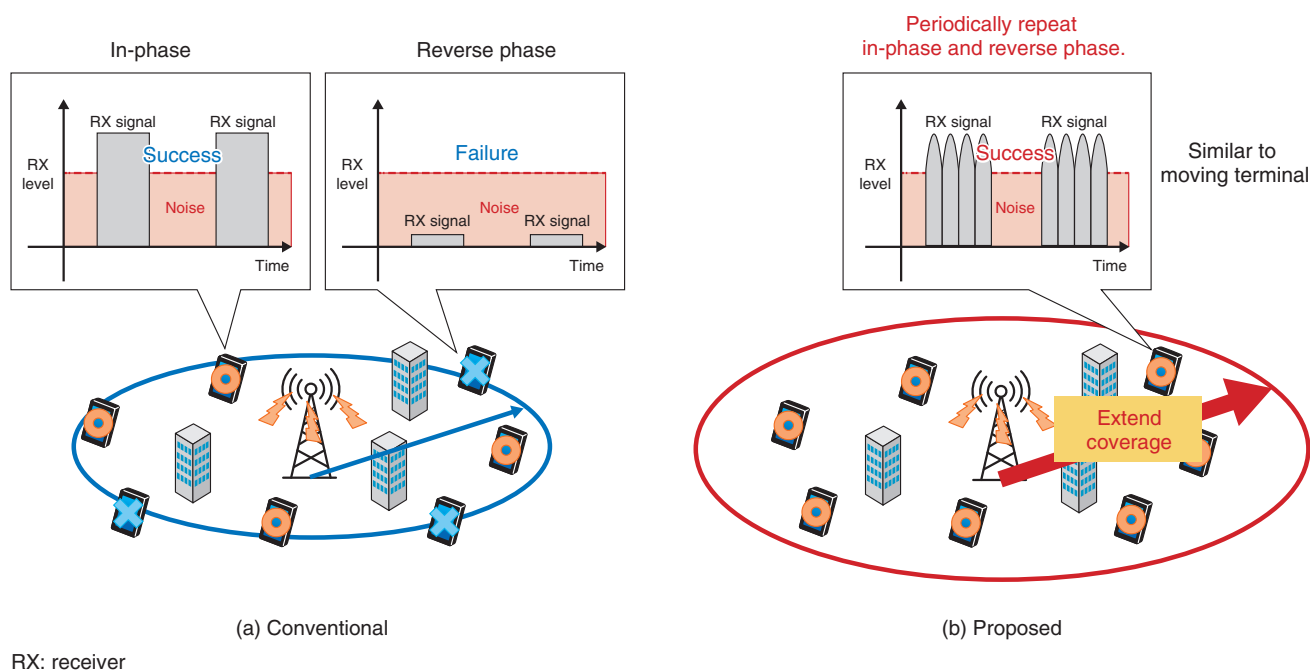 In-phase
RX signal
RX signal
Success
RX
level
Noise
Time
Reverse phase
Failure
RX
level
Noise
RX signal
RX signal
Time
(a) Conventional
Periodically repeat
in-phase and reverse phase.
RX signal
RX signal
Success
RX
level
Noise
Time
Similar to
moving terminal
Extend
coverage
(b) Proposed
RX: receiver